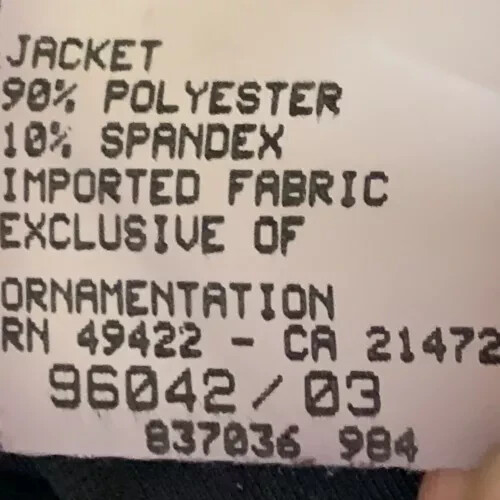 JACKET
90% POLYESTER
10% SPANDEX
IMPORTED FABRIC
EXCLUSIVE OF
ORNAMENTATION
RN 49422 - CA 21472
96042/03
837036 984